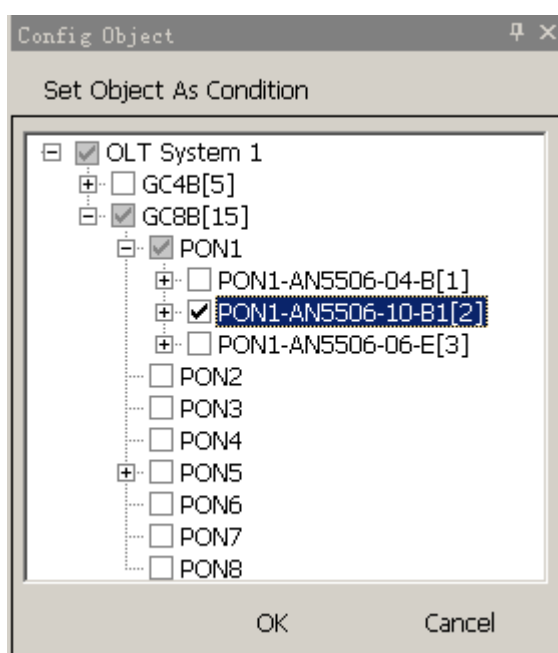 Config Object
Set Object As Condition
OLT System 1
GC4B[5]
GC8B[15]
PON1
PON1-AN5506-04-B[1]
PON1-AN5506-10-B1[2]
PON1-AN5506-06-E[3]
PON2
PON3
PON4
PON5
PON6
PON7
PON8
OK Cancel